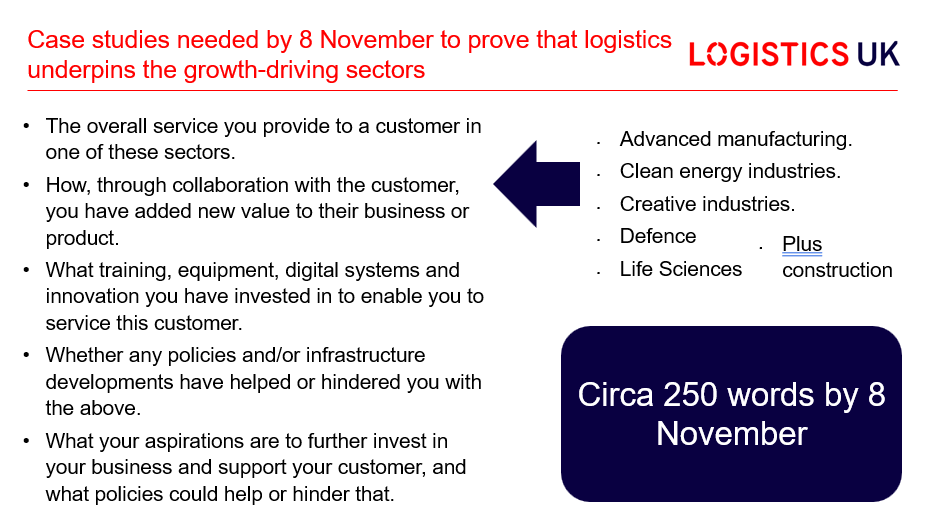 Case studies needed by 8 November to prove that logistics
underpins the growth-driving sectors
LOGISTICS UK
• The overall service you provide to a customer in
one of these sectors.
• How, through collaboration with the customer,
you have added new value to their business or
product.
• What training, equipment, digital systems and
innovation you have invested in to enable you to
service this customer.
• Whether any policies and/or infrastructure
developments have helped or hindered you with
the above.
• What your aspirations are to further invest in
your business and support your customer, and
what policies could help or hinder that.
. Advanced manufacturing.
. Clean energy industries.
. Creative industries.
. Defence
. Life Sciences
. Plus
construction
Circa 250 words by 8
November